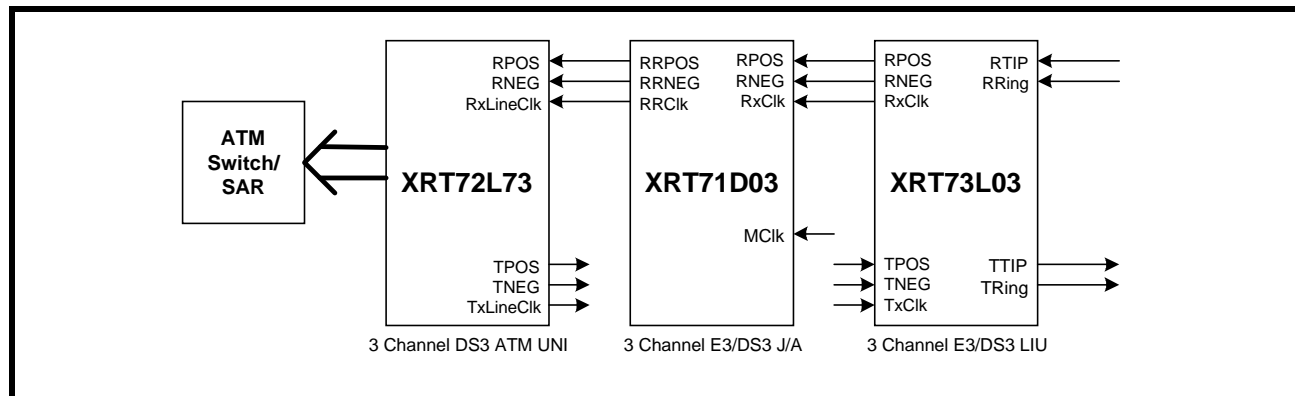 ATM
Switch/
SAR
RPOS
RNEG
RxLineClk
XRT72L73
TPOS
TNEG
TxLineClk
3 Channel DS3 ATM UNI
RRPOS
RRNEG
RRClk
RPOS
RNEG
RxClk
XRT71D03
MClk
3 Channel E3/DS3 J/A
RPOS
RNEG
RxClk
RTIP
RRing
XRT73L03
TPOS
TNEG
TxClk
TTIP
TRing
3 Channel E3/DS3 LIU